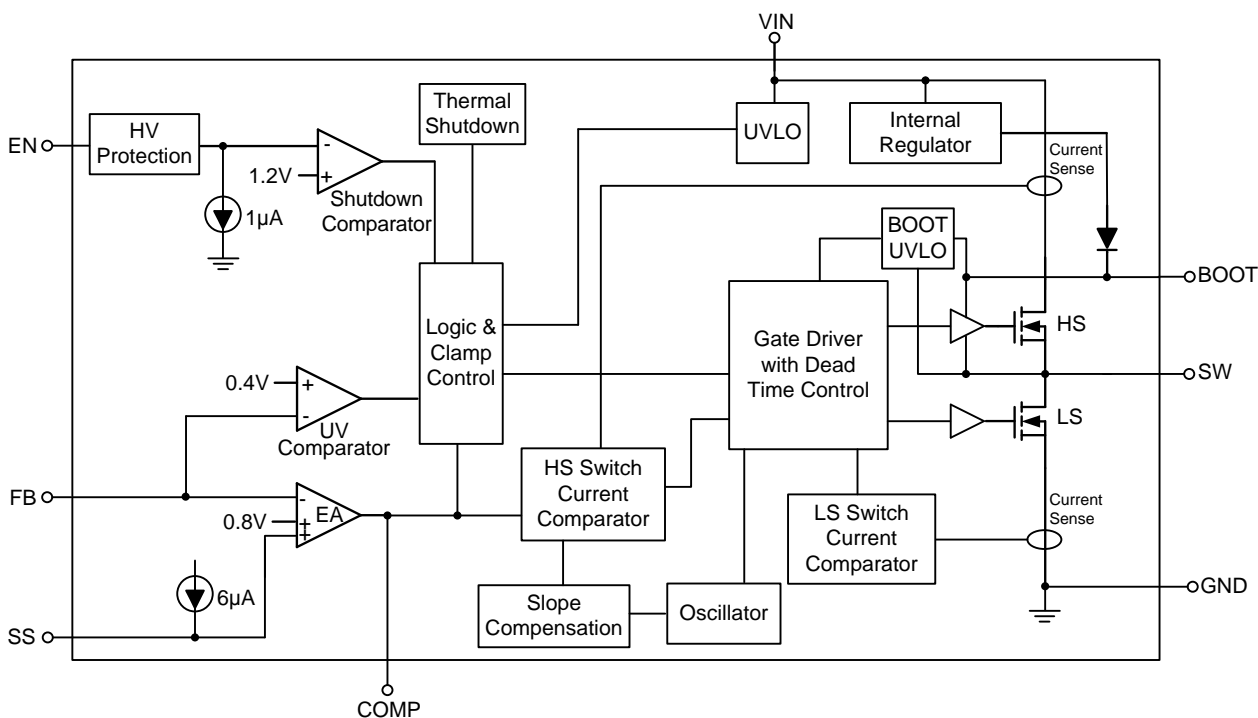 VIN
Thermal
Shutdown
UVLO
Internal
Regulator
EN
HV
Protection
-
1.2V
+
Shutdown
Comparator
1µA
Current
Sense
BOOT
UVLO
BOOT
Logic &
Clamp
Control
Gate Driver
with Dead
Time Control
HS
SW
0.4V
+
-
UV
Comparator
LS
FB
-
EA
0.8V
+
+
HS Switch
Current
Comparator
LS Switch
Current
Comparator
Current
Sense
6µA
SS
Slope
Compensation
Oscillator
GND
COMP